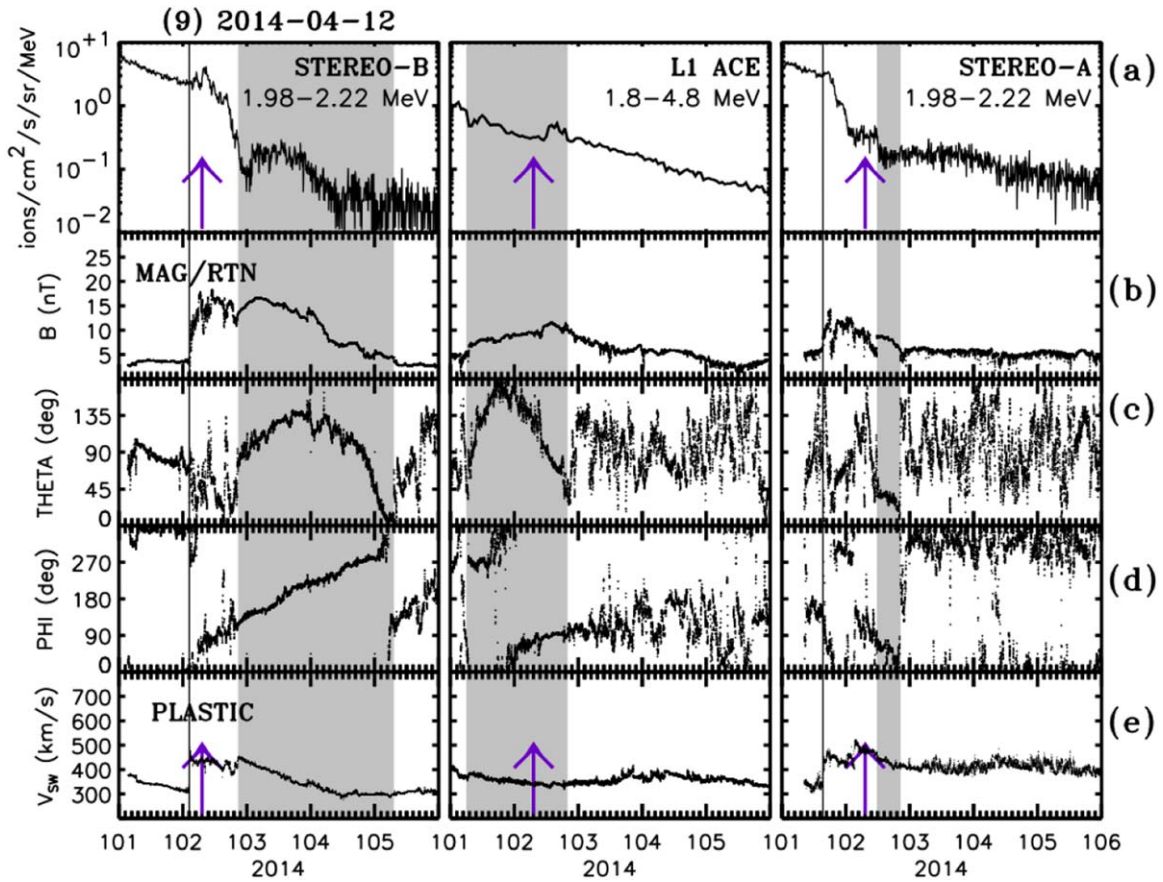 (9) 2014-04-12
STEREO-B
1.98-2.22 MeV
L1 ACE
1.8-4.8 MeV
STEREO-A
1.98-2.22 MeV
(a)
ions/cm²/s/sr/MeV
10⁺¹
10⁰
10⁻¹
10⁻²
MAG/RTN
(b)
B (nT)
25
20
15
10
5
(c)
THETA (deg)
135
90
45
0
(d)
PHI (deg)
270
180
90
0
PLASTIC
(e)
V_SW (km/s)
700
600
500
400
300
101 102 103 104 105 101 102 103 104 105 101 102 103 104 105 106
2014 2014 2014